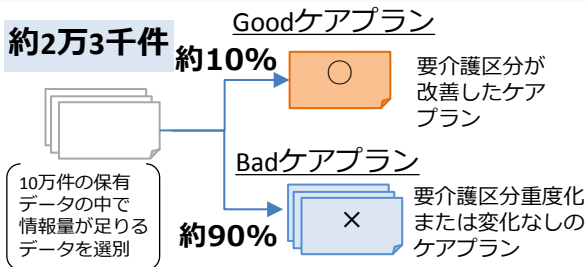 Goodケアプラン
約2万3千件
約10%
○
要介護区分が
改善したケア
プラン
Badケアプラン
10万件の保有
データの中で
情報量が足りる
データを選別
約90%
×
要介護区分重度化
または変化なしの
ケアプラン